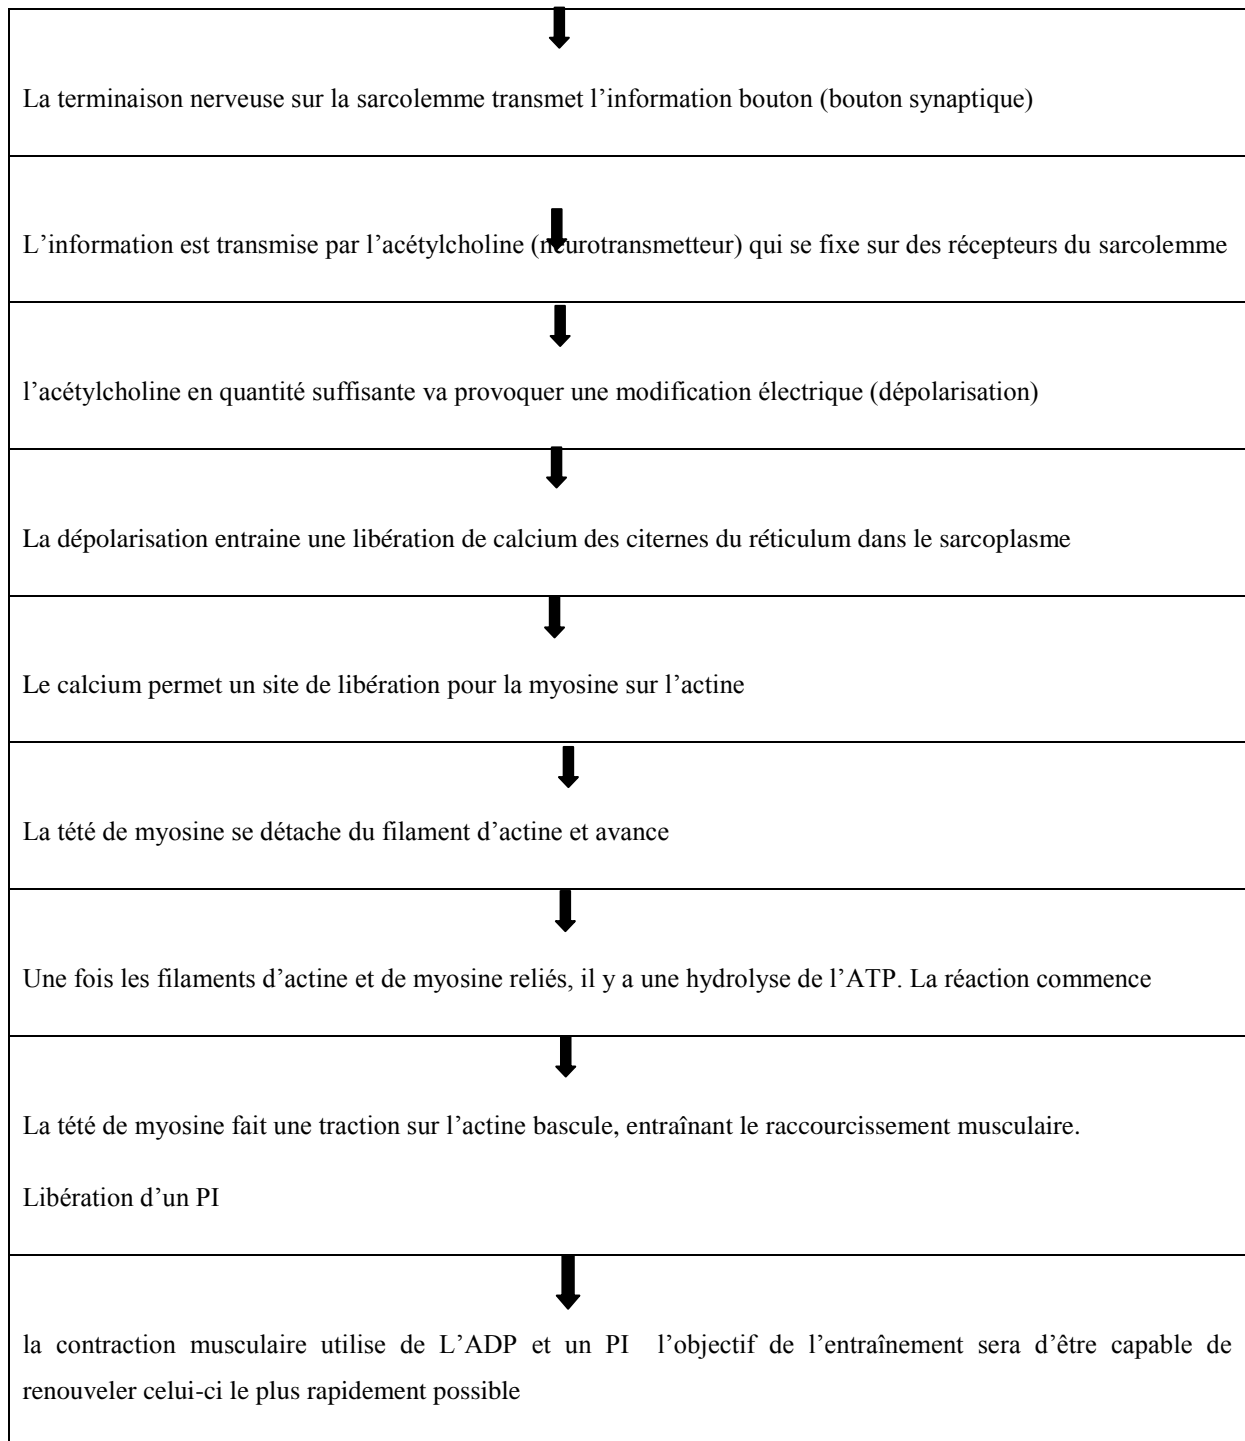 La terminaison nerveuse sur la sarcolemme transmet l’information bouton (bouton synaptique)
L’information est transmise par l’acétylcholine (neurotransmetteur) qui se fixe sur des récepteurs du sarcolemme
l’acétylcholine en quantité suffisante va provoquer une modification électrique (dépolarisation)
La dépolarisation entraine une libération de calcium des citernes du réticulum dans le sarcoplasme
Le calcium permet un site de libération pour la myosine sur l’actine
La tété de myosine se détache du filament d’actine et avance
Une fois les filaments d’actine et de myosine reliés, il y a une hydrolyse de l’ATP. La réaction commence
La tété de myosine fait une traction sur l’actine bascule, entraînant le raccourcissement musculaire.
Libération d’un PI
la contraction musculaire utilise de L’ADP et un PI l’objectif de l’entraînement sera d’être capable de
renouveler celui-ci le plus rapidement possible